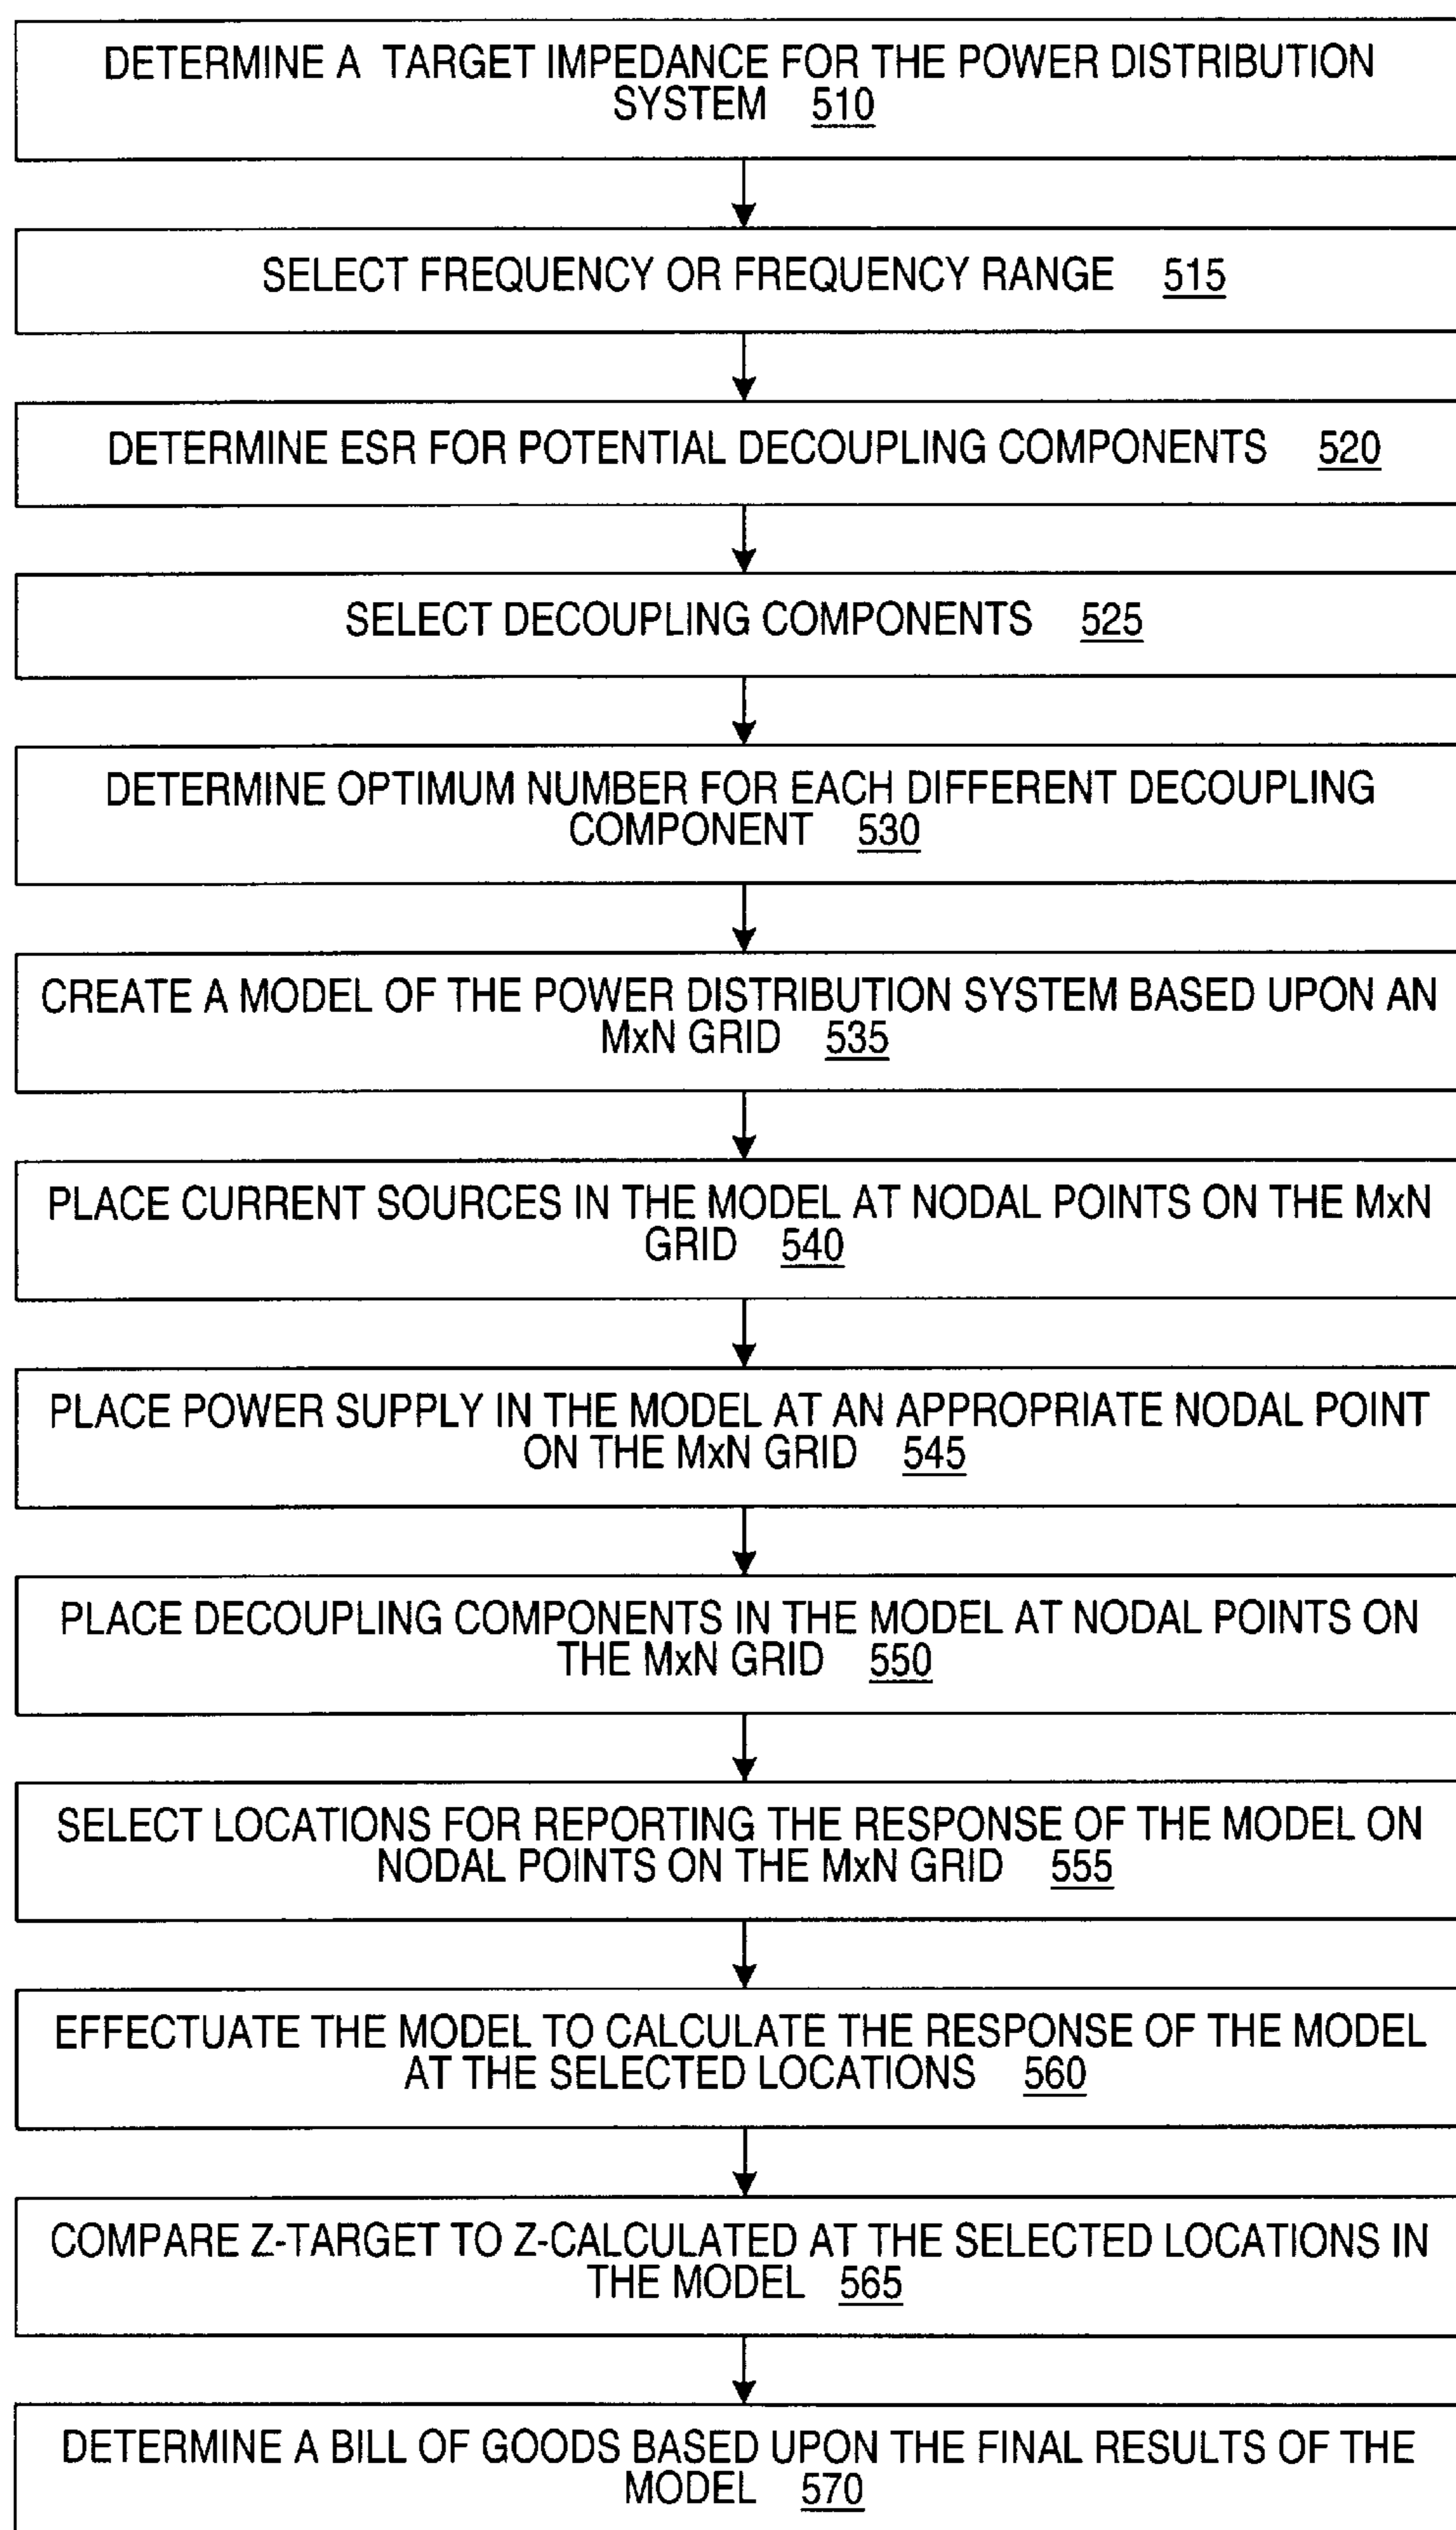 DETERMINE A TARGET IMPEDANCE FOR THE POWER DISTRIBUTION
SYSTEM 510
SELECT FREQUENCY OR FREQUENCY RANGE 515
DETERMINE ESR FOR POTENTIAL DECOUPLING COMPONENTS 520
SELECT DECOUPLING COMPONENTS 525
DETERMINE OPTIMUM NUMBER FOR EACH DIFFERENT DECOUPLING
COMPONENT 530
CREATE A MODEL OF THE POWER DISTRIBUTION SYSTEM BASED UPON AN
MxN GRID 535
PLACE CURRENT SOURCES IN THE MODEL AT NODAL POINTS ON THE MxN
GRID 540
PLACE POWER SUPPLY IN THE MODEL AT AN APPROPRIATE NODAL POINT
ON THE MxN GRID 545
PLACE DECOUPLING COMPONENTS IN THE MODEL AT NODAL POINTS ON
THE MxN GRID 550
SELECT LOCATIONS FOR REPORTING THE RESPONSE OF THE MODEL ON
NODAL POINTS ON THE MxN GRID 555
EFFECTUATE THE MODEL TO CALCULATE THE RESPONSE OF THE MODEL
AT THE SELECTED LOCATIONS 560
COMPARE Z-TARGET TO Z-CALCULATED AT THE SELECTED LOCATIONS IN
THE MODEL 565
DETERMINE A BILL OF GOODS BASED UPON THE FINAL RESULTS OF THE
MODEL 570